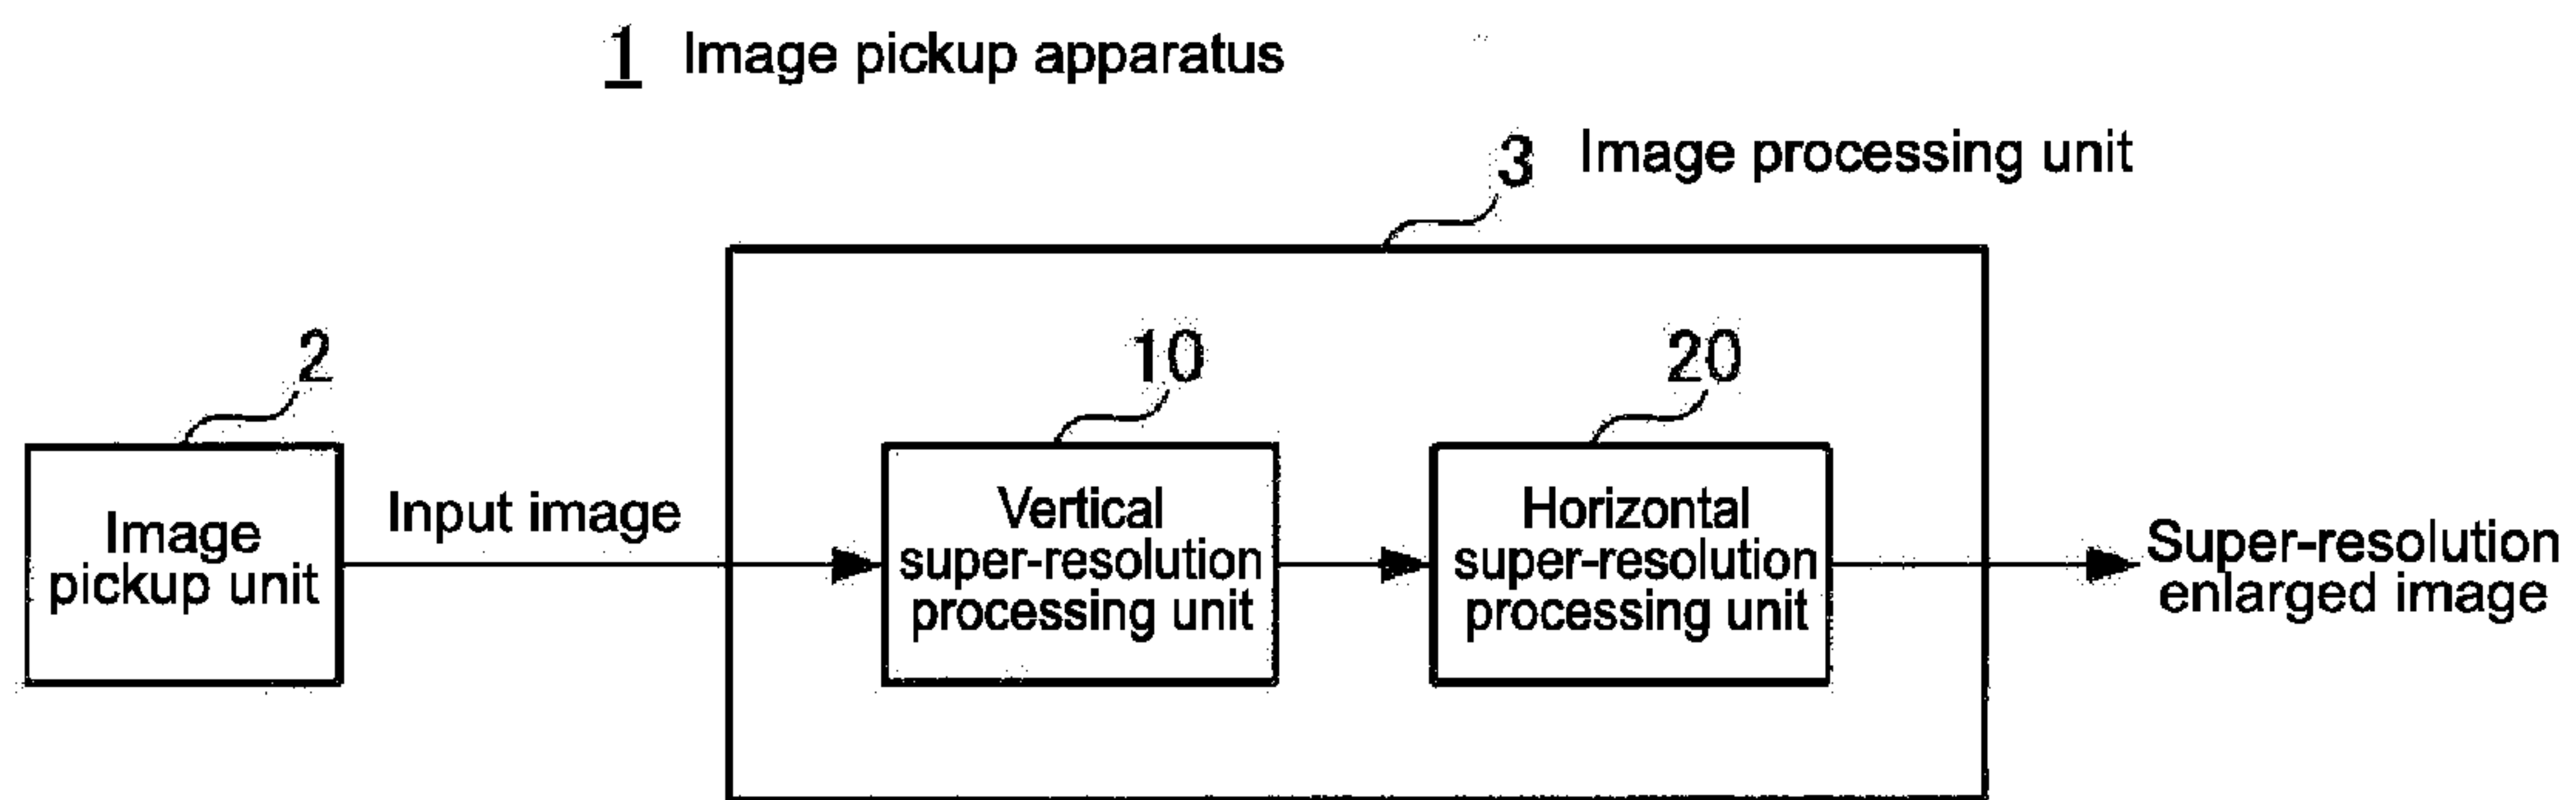 1 Image pickup apparatus
3 Image processing unit
2
10
20
Image
pickup unit
Input image
Vertical
super-resolution
processing unit
Horizontal
super-resolution
processing unit
Super-resolution
enlarged image